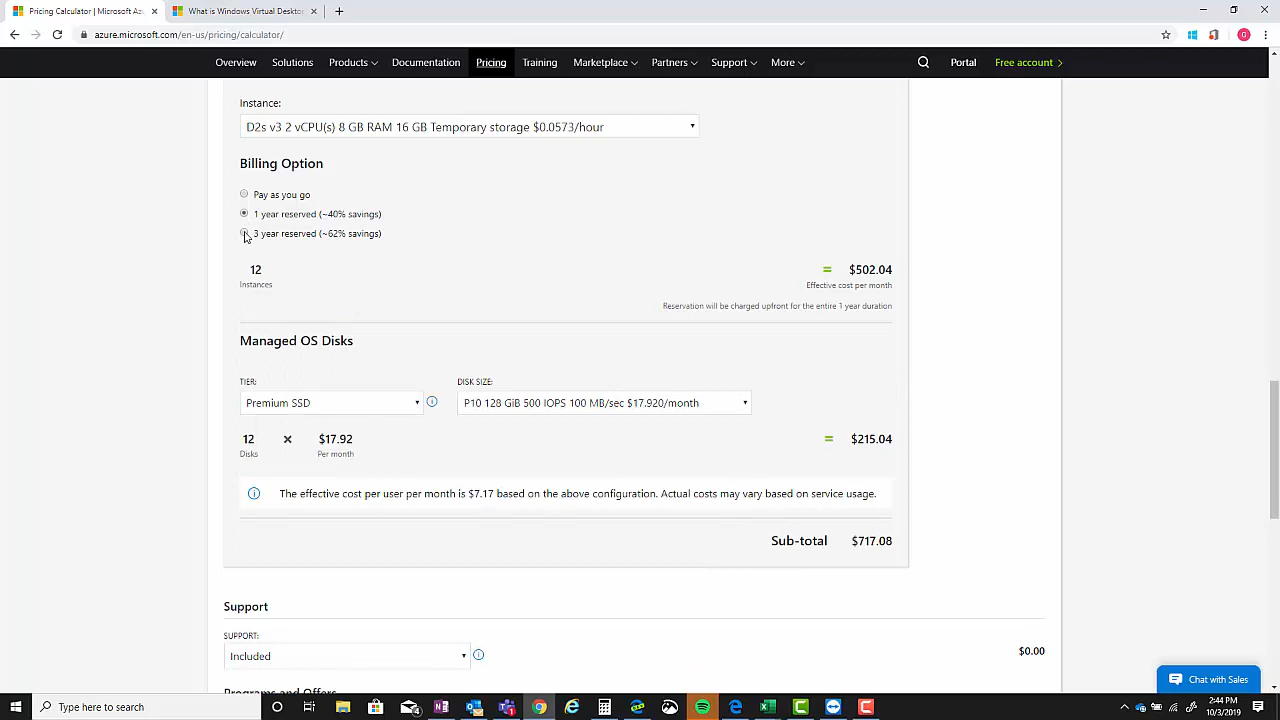 Pricing Calculator | Microsoft Az
What is Windows Virtual Deskto
azure.microsoft.com/en-us/pricing/calculator/
Overview Solutions Products Documentation Pricing Training Marketplace Partners Support More Portal Free account
Instance:
D2s v3 2 vCPU(s) 8 GB RAM 16 GB Temporary storage $0.0573/hour
Billing Option
Pay as you go
1 year reserved (~40% savings)
3 year reserved (~62% savings)
12 = $502.04
Instances Effective cost per month
Reservation will be charged upfront for the entire 1 year duration
Managed OS Disks
TIER: DISK SIZE:
Premium SSD P10 128 GiB 500 IOPS 100 MB/sec $17.920/month
12 × $17.92 = $215.04
Disks Per month
The effective cost per user per month is $7.17 based on the above configuration. Actual costs may vary based on service usage.
Sub-total $717.08
Support
SUPPORT:
Included $0.00
Programs and Offers
Chat with Sales
Type here to search
2:44 PM
10/3/2019